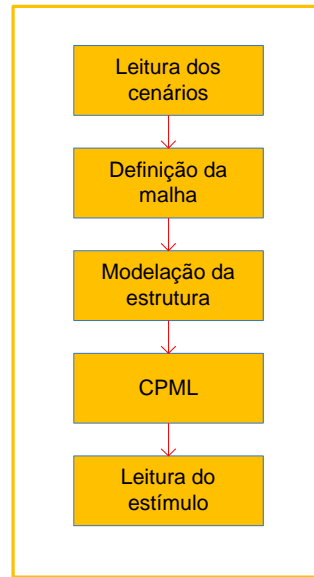 Leitura dos
cenários
Definição da
malha
Modelação da
estrutura
CPML
Leitura do
estímulo